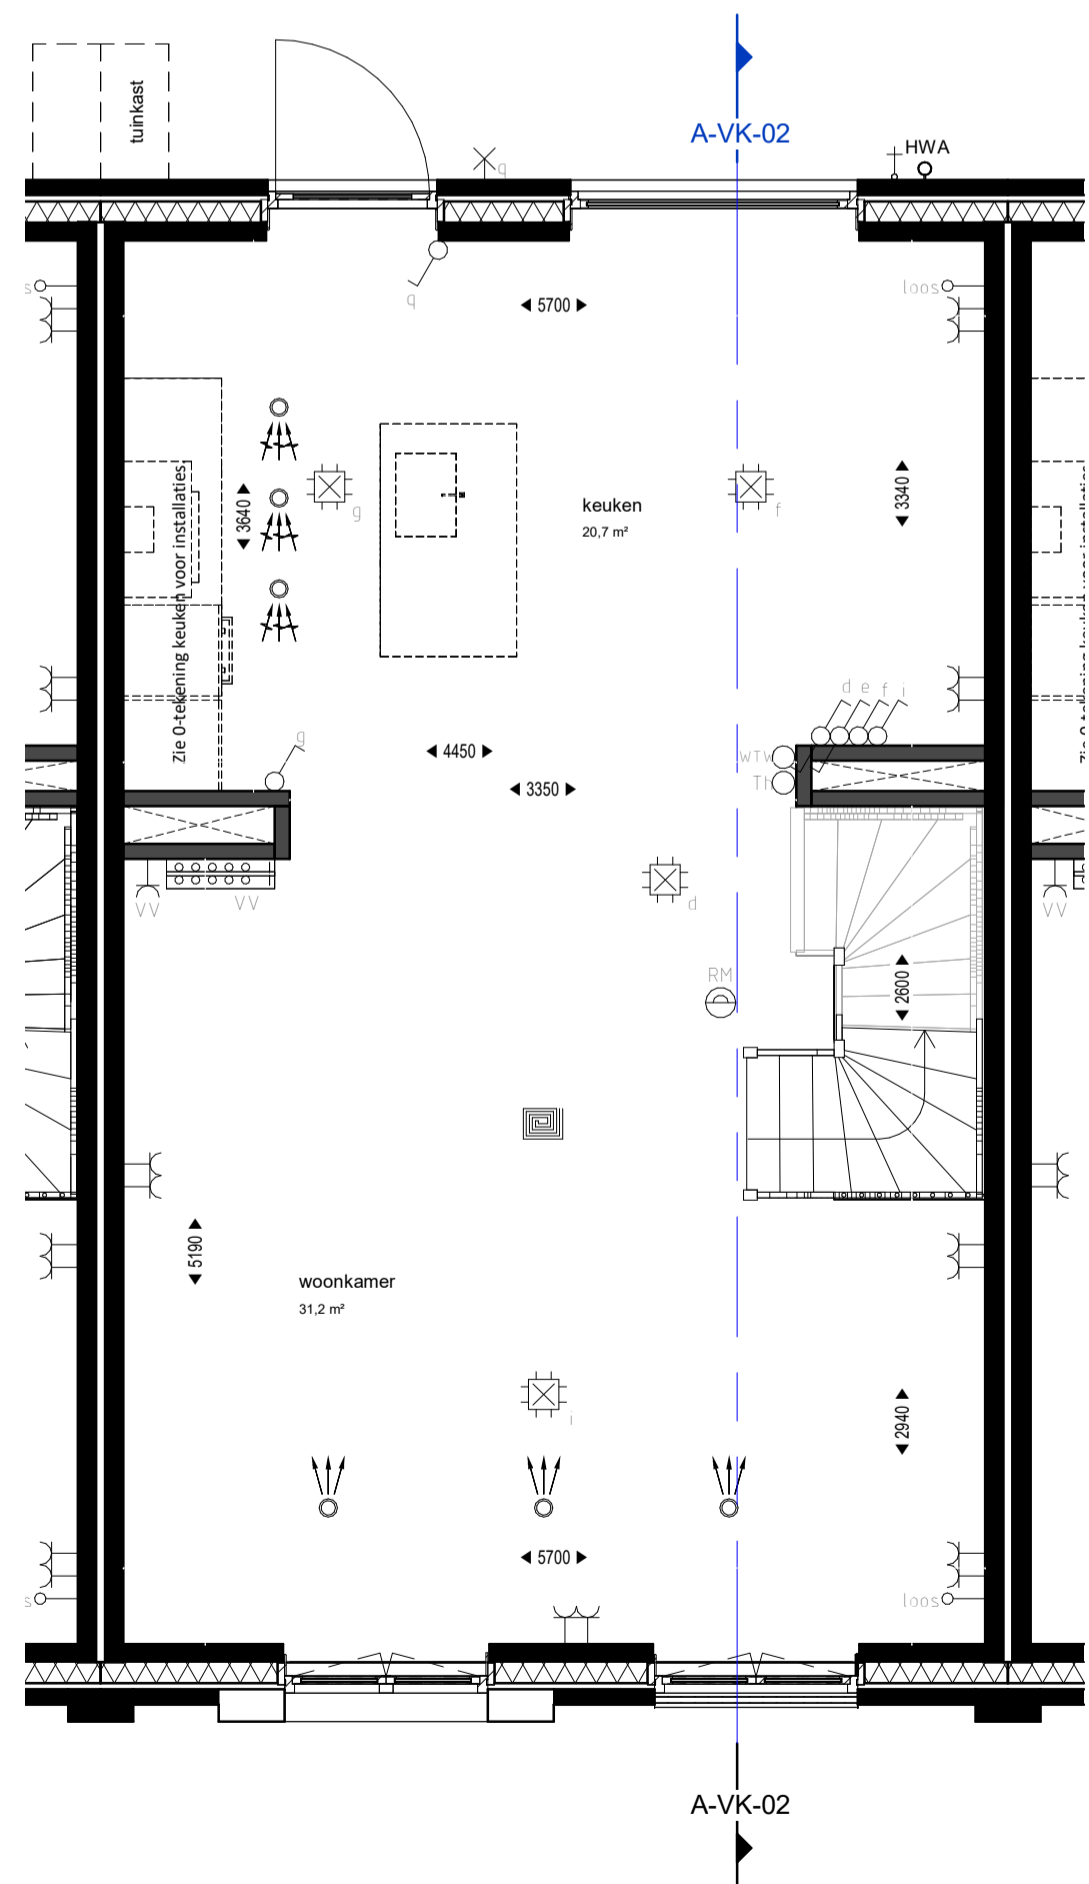 tuinkast
A-VK-02
HWA
q
q
s
loos
5700
Zie 0-tekening keuken voor installaties
3640
g
keuken
20,7 m²
f
3340
d e f i
g
4450
WTW
Th
3350
VV
VV
VV
d
RM
2600
5190
woonkamer
31,2 m²
i
2940
5700
s
loos
A-VK-02